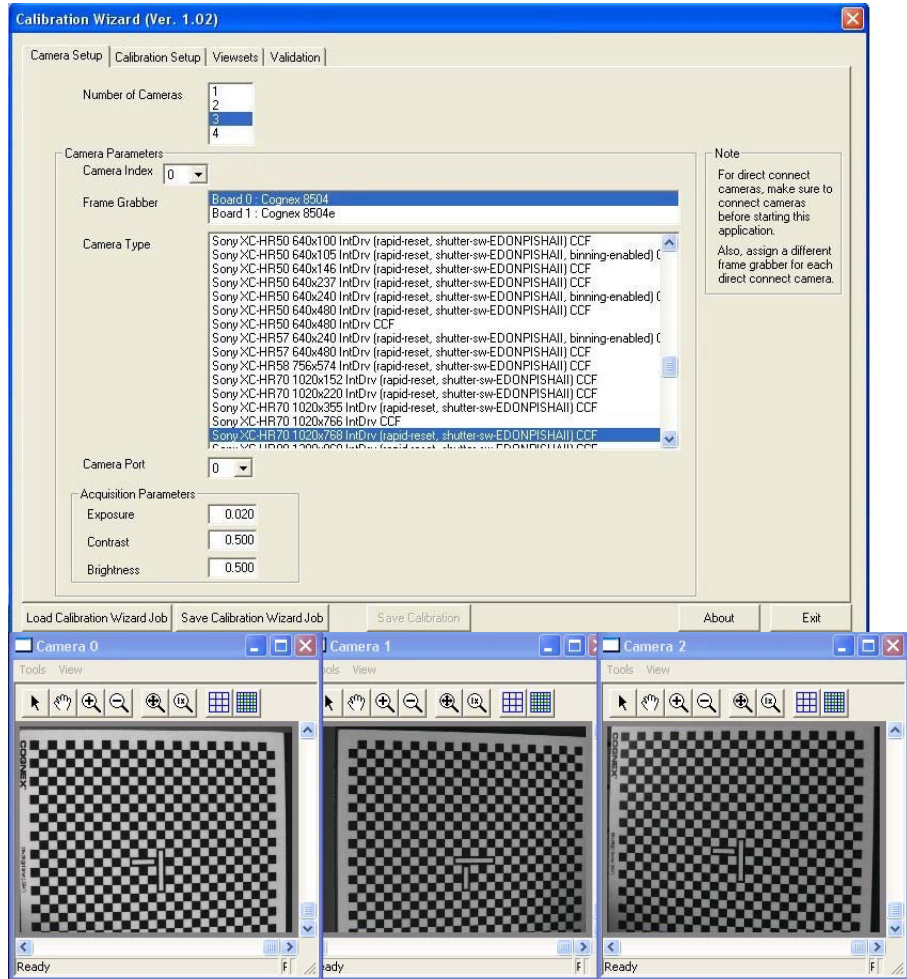 Calibration Wizard (Ver. 1.02)
Camera Setup Calibration Setup Viewsets Validation
Number of Cameras
1
2
3
4
Camera Parameters
Camera Index 0
Frame Grabber
Board 0 : Cognex 8504
Board 1 : Cognex 8504e
Camera Type
Sony XC-HR50 640x100 IntDrv (rapid-reset, shutter-sw-EDONPISHAII) CCF
Sony XC-HR50 640x105 IntDrv (rapid-reset, shutter-sw-EDONPISHAII, binning-enabled) C
Sony XC-HR50 640x146 IntDrv (rapid-reset, shutter-sw-EDONPISHAII) CCF
Sony XC-HR50 640x237 IntDrv (rapid-reset, shutter-sw-EDONPISHAII) CCF
Sony XC-HR50 640x240 IntDrv (rapid-reset, shutter-sw-EDONPISHAII, binning-enabled) C
Sony XC-HR50 640x480 IntDrv (rapid-reset, shutter-sw-EDONPISHAII) CCF
Sony XC-HR50 640x480 IntDrv CCF
Sony XC-HR57 640x240 IntDrv (rapid-reset, shutter-sw-EDONPISHAII, binning-enabled) C
Sony XC-HR57 640x480 IntDrv (rapid-reset, shutter-sw-EDONPISHAII) CCF
Sony XC-HR58 756x574 IntDrv (rapid-reset, shutter-sw-EDONPISHAII) CCF
Sony XC-HR70 1020x152 IntDrv (rapid-reset, shutter-sw-EDONPISHAII) CCF
Sony XC-HR70 1020x220 IntDrv (rapid-reset, shutter-sw-EDONPISHAII) CCF
Sony XC-HR70 1020x355 IntDrv (rapid-reset, shutter-sw-EDONPISHAII) CCF
Sony XC-HR70 1020x766 IntDrv CCF
Sony XC-HR70 1020x768 IntDrv (rapid-reset, shutter-sw-EDONPISHAII) CCF
Camera Port 0
Acquisition Parameters
Exposure 0.020
Contrast 0.500
Brightness 0.500
Note
For direct connect
cameras, make sure to
connect cameras
before starting this
application.
Also, assign a different
frame grabber for each
direct connect camera.
Load Calibration Wizard Job Save Calibration Wizard Job Save Calibration About Exit
Camera 0
Tools View
1x
COGNEX
Ready F
Camera 1
ools View
1x
eady F
Camera 2
Tools View
1x
COGNEX
Ready F